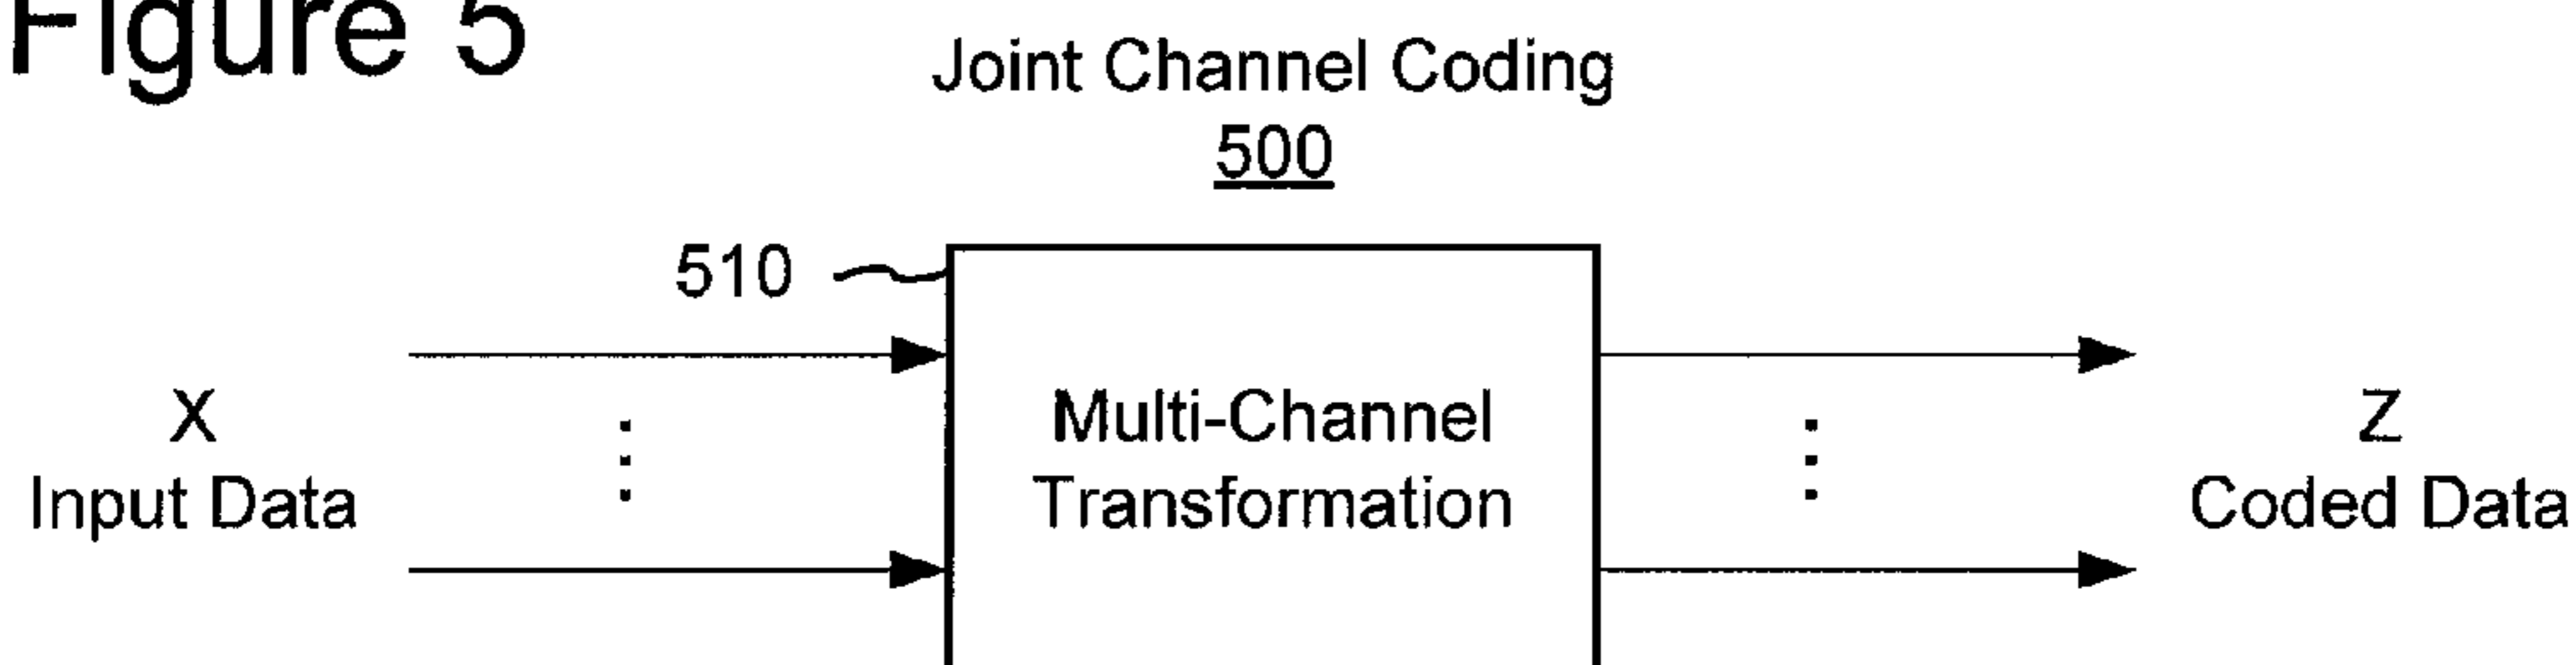 Figure 5
Joint Channel Coding
500
510
X
Input Data
Multi-Channel
Transformation
Z
Coded Data